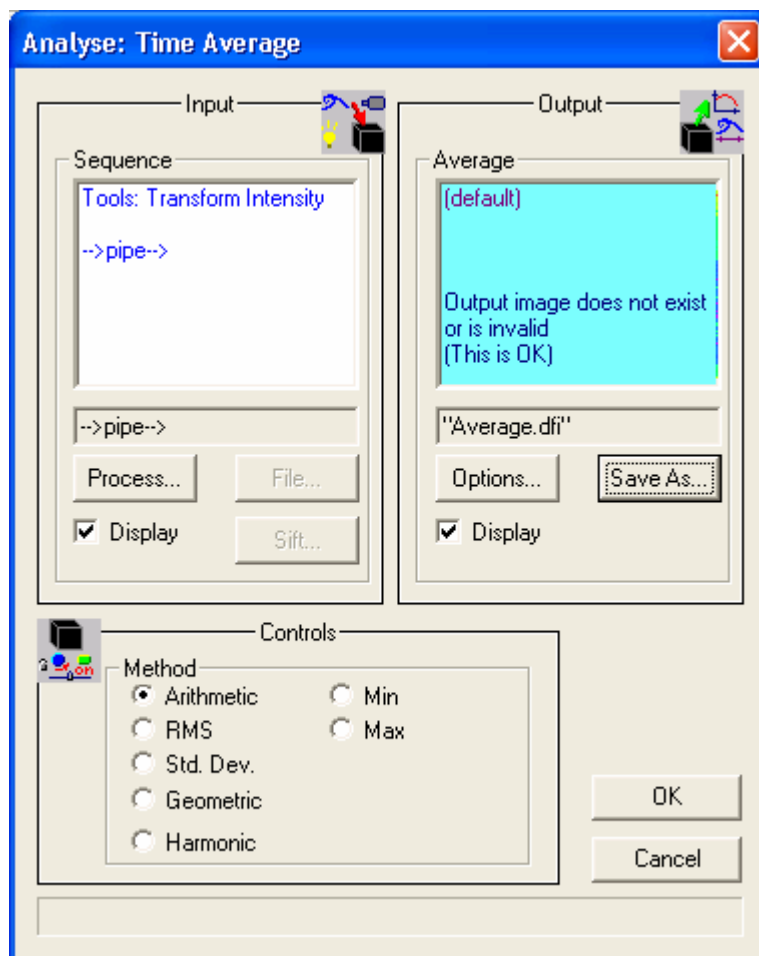 Analyse: Time Average
Input
Sequence
Tools: Transform Intensity
-->pipe-->
-->pipe-->
Process...
File...
Display
Sift...
Output
Average
(default)
Output image does not exist
or is invalid
(This is OK)
"Average.dfi"
Options...
Save As...
Display
Controls
Method
Arithmetic
Min
RMS
Max
Std. Dev.
Geometric
Harmonic
OK
Cancel